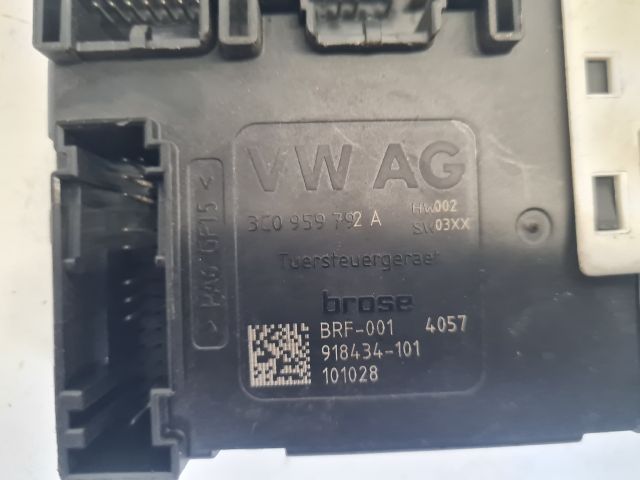 VW AG
3C0 959 792 A
HW002
SW03XX
Tuersteuergeraet
brose
BRF-001 4057
918434-101
101028
> PA6 GF15 <